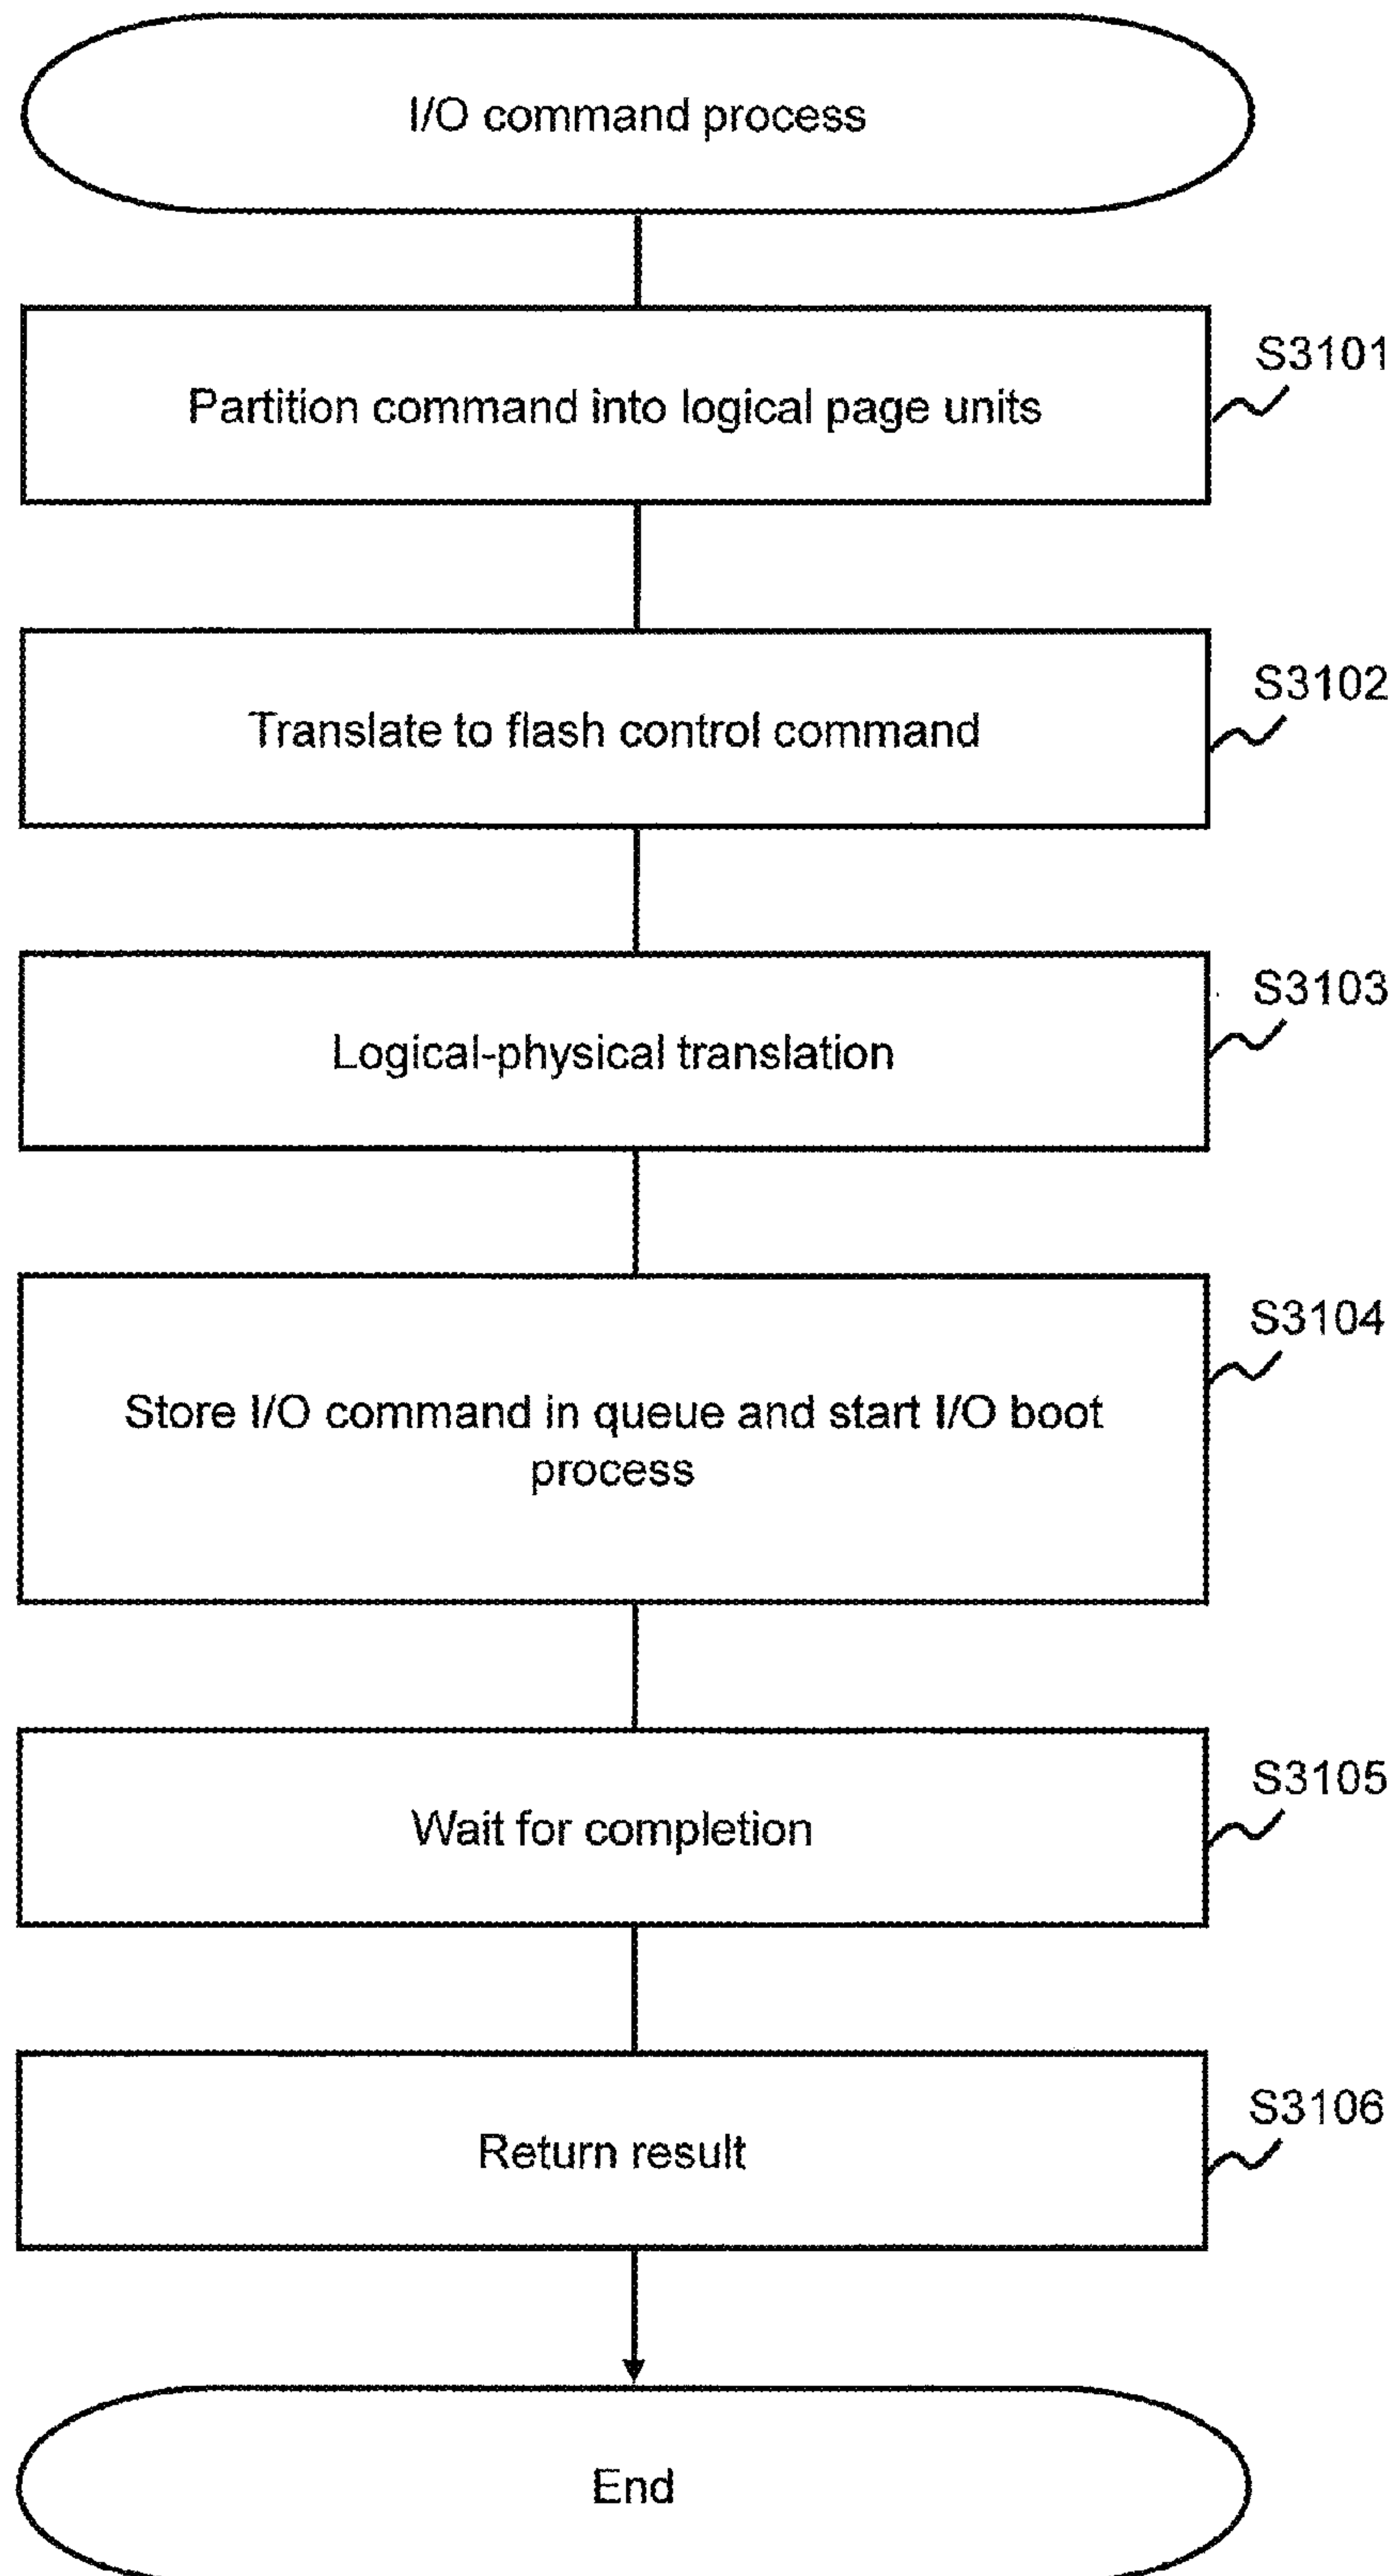 I/O command process
S3101
Partition command into logical page units
S3102
Translate to flash control command
S3103
Logical-physical translation
S3104
Store I/O command in queue and start I/O boot
process
S3105
Wait for completion
S3106
Return result
End